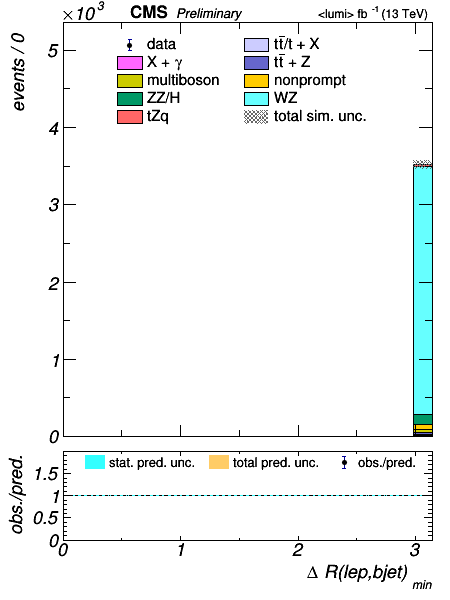 ×10³ CMS Preliminary <lumi> fb ⁻¹ (13 TeV)
events / 0
data
tt̄/t + X
X + γ
tt̄ + Z
multiboson
nonprompt
ZZ/H
WZ
tZq
total sim. unc.
5
4
3
2
1
0
obs./pred.
stat. pred. unc. total pred. unc. obs./pred.
1.5
1
0.5
0
0 1 2 3
Δ R(lep,bjet) min